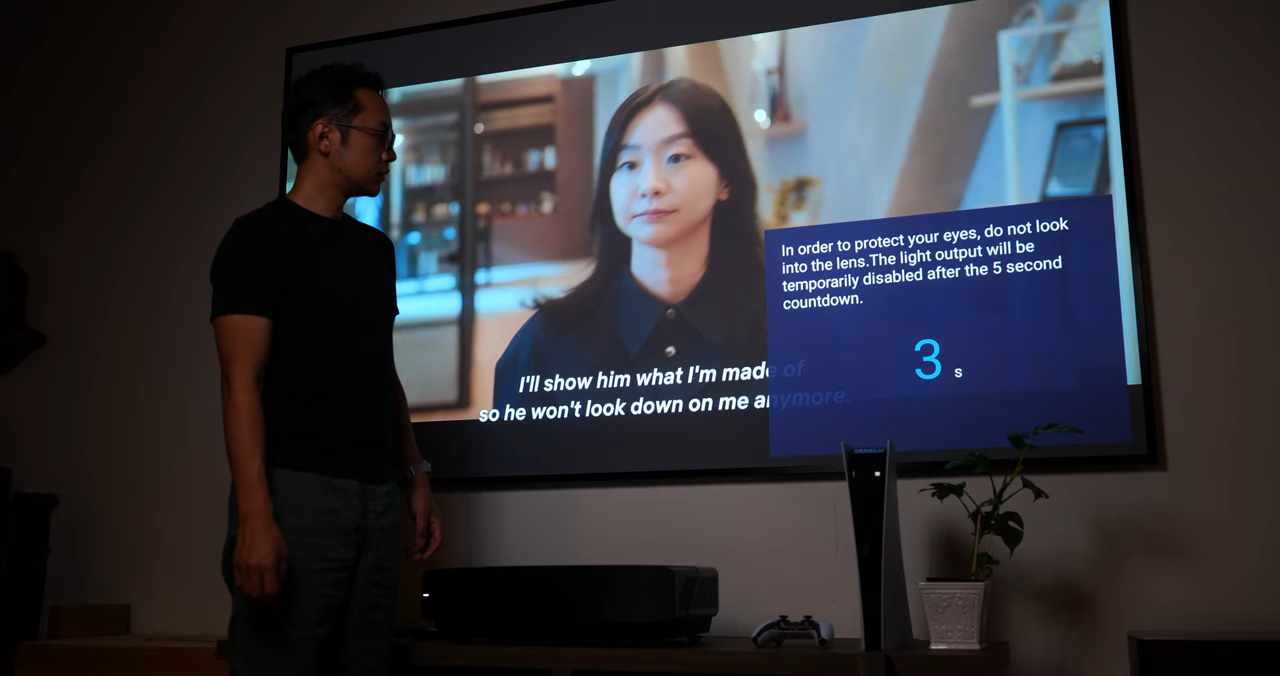 In order to protect your eyes, do not look
into the lens.The light output will be
temporarily disabled after the 5 second
countdown.
3 s
I'll show him what I'm made of
so he won't look down on me anymore.